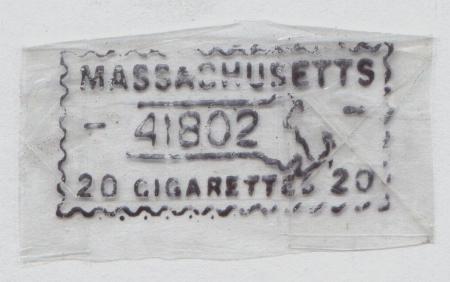 MASSACHUSETTS
- 41802 -
20 CIGARETTES 20